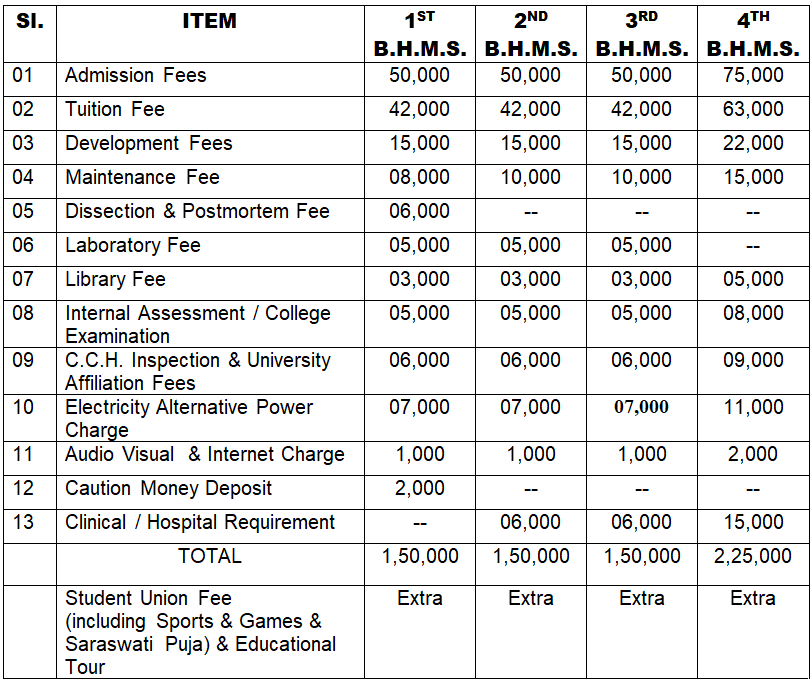 Sl. ITEM 1ST B.H.M.S. 2ND B.H.M.S. 3RD B.H.M.S. 4TH B.H.M.S.
01 Admission Fees 50,000 50,000 50,000 75,000
02 Tuition Fee 42,000 42,000 42,000 63,000
03 Development Fees 15,000 15,000 15,000 22,000
04 Maintenance Fee 08,000 10,000 10,000 15,000
05 Dissection & Postmortem Fee 06,000 -- -- --
06 Laboratory Fee 05,000 05,000 05,000 --
07 Library Fee 03,000 03,000 03,000 05,000
08 Internal Assessment / College 05,000 05,000 05,000 08,000
Examination
09 C.C.H. Inspection & University 06,000 06,000 06,000 09,000
Affiliation Fees
10 Electricity Alternative Power 07,000 07,000 07,000 11,000
Charge
11 Audio Visual & Internet Charge 1,000 1,000 1,000 2,000
12 Caution Money Deposit 2,000 -- -- --
13 Clinical / Hospital Requirement -- 06,000 06,000 15,000
TOTAL 1,50,000 1,50,000 1,50,000 2,25,000
Student Union Fee Extra Extra Extra Extra
(including Sports & Games &
Saraswati Puja) & Educational
Tour